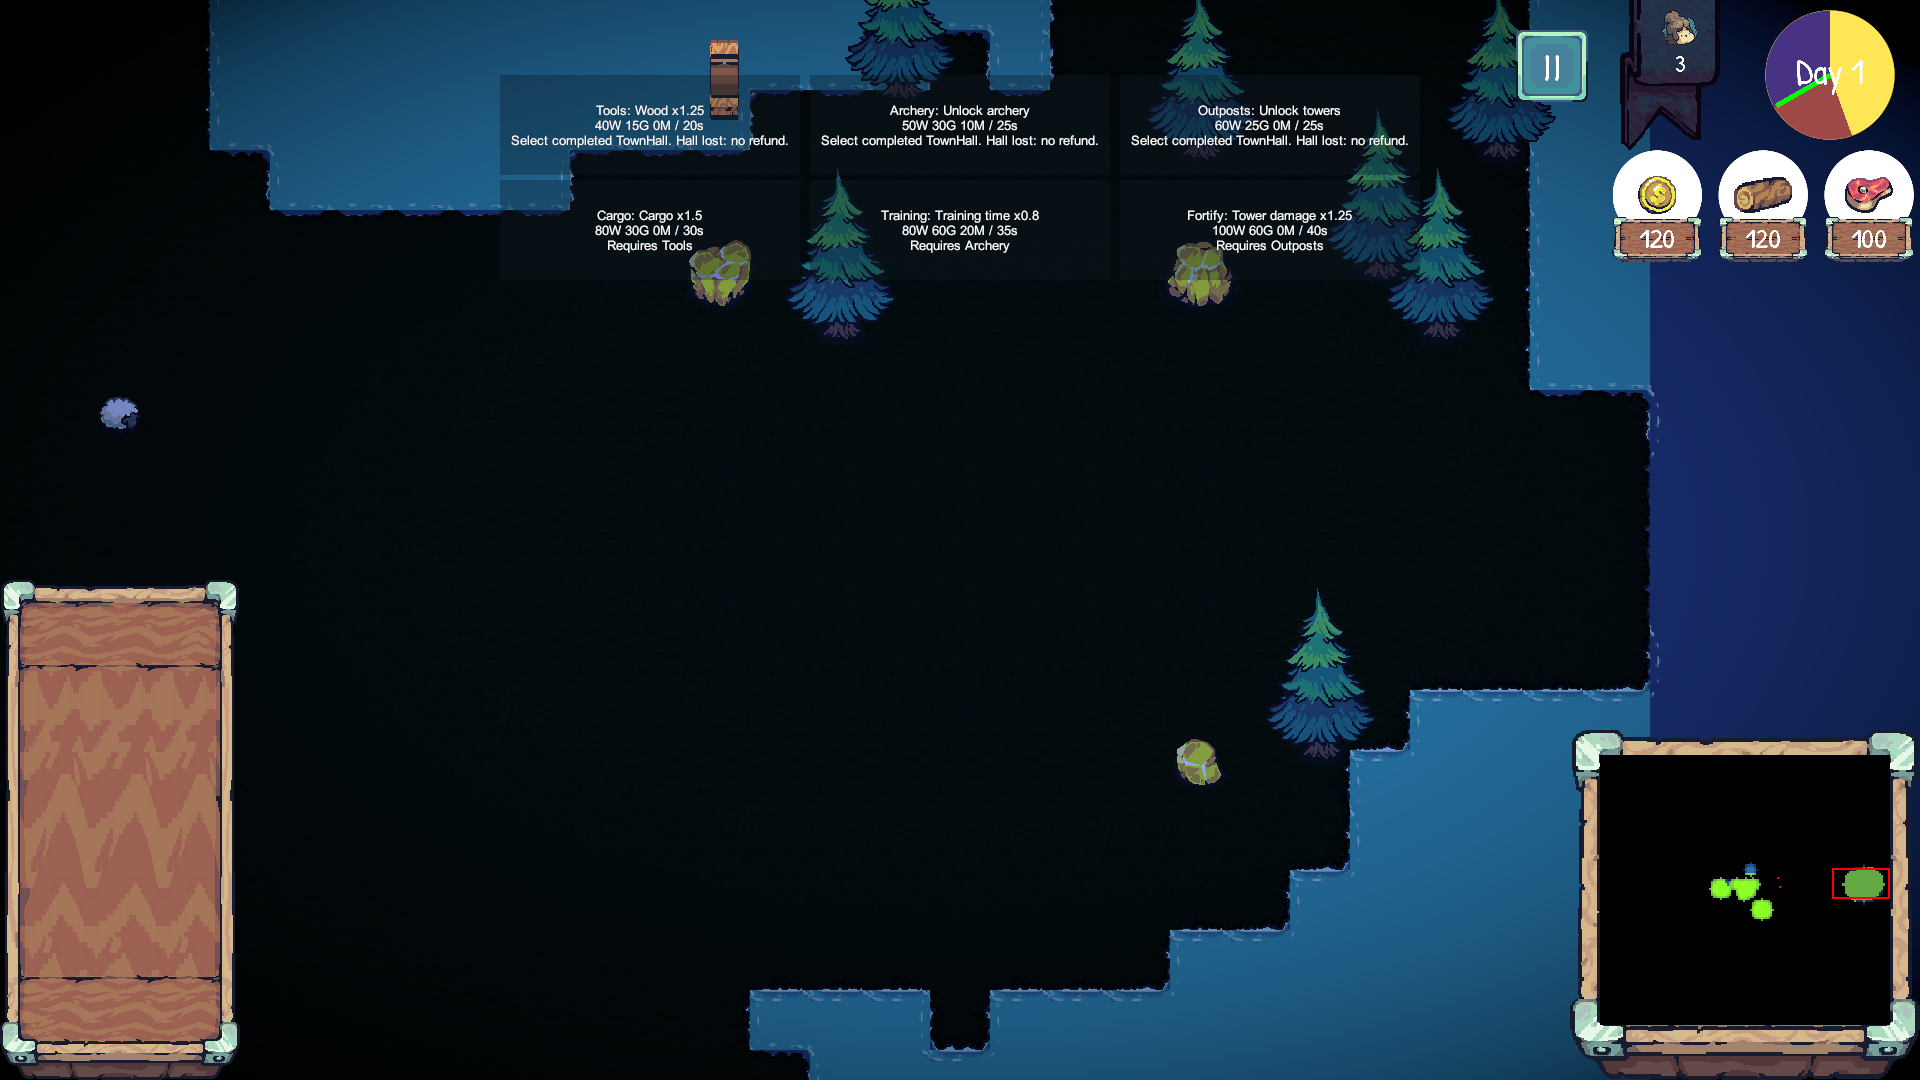 3
Day 1
Tools: Wood x1.25
40W 15G 0M / 20s
Select completed TownHall. Hall lost: no refund.
Archery: Unlock archery
50W 30G 10M / 25s
Select completed TownHall. Hall lost: no refund.
Outposts: Unlock towers
60W 25G 0M / 25s
Select completed TownHall. Hall lost: no refund.
Cargo: Cargo x1.5
80W 30G 0M / 30s
Requires Tools
Training: Training time x0.8
80W 60G 20M / 35s
Requires Archery
Fortify: Tower damage x1.25
100W 60G 0M / 40s
Requires Outposts
120
120
100